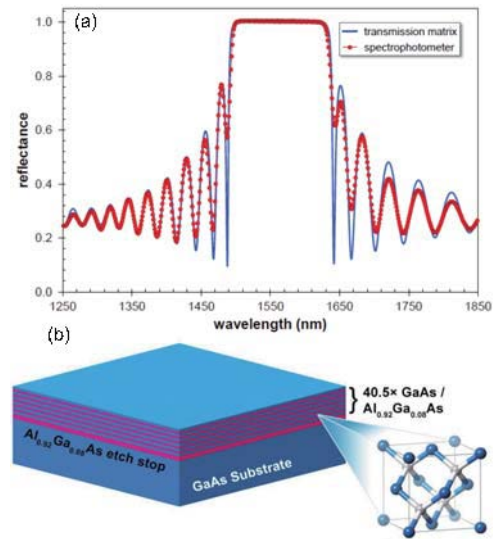 (a)
transmission matrix
spectrophotometer
reflectance
1.0
0.8
0.6
0.4
0.2
0.0
1250 1350 1450 1550 1650 1750 1850
wavelength (nm)
(b)
40.5× GaAs /
Al0.92Ga0.08As
Al0.92Ga0.08As etch stop
GaAs Substrate